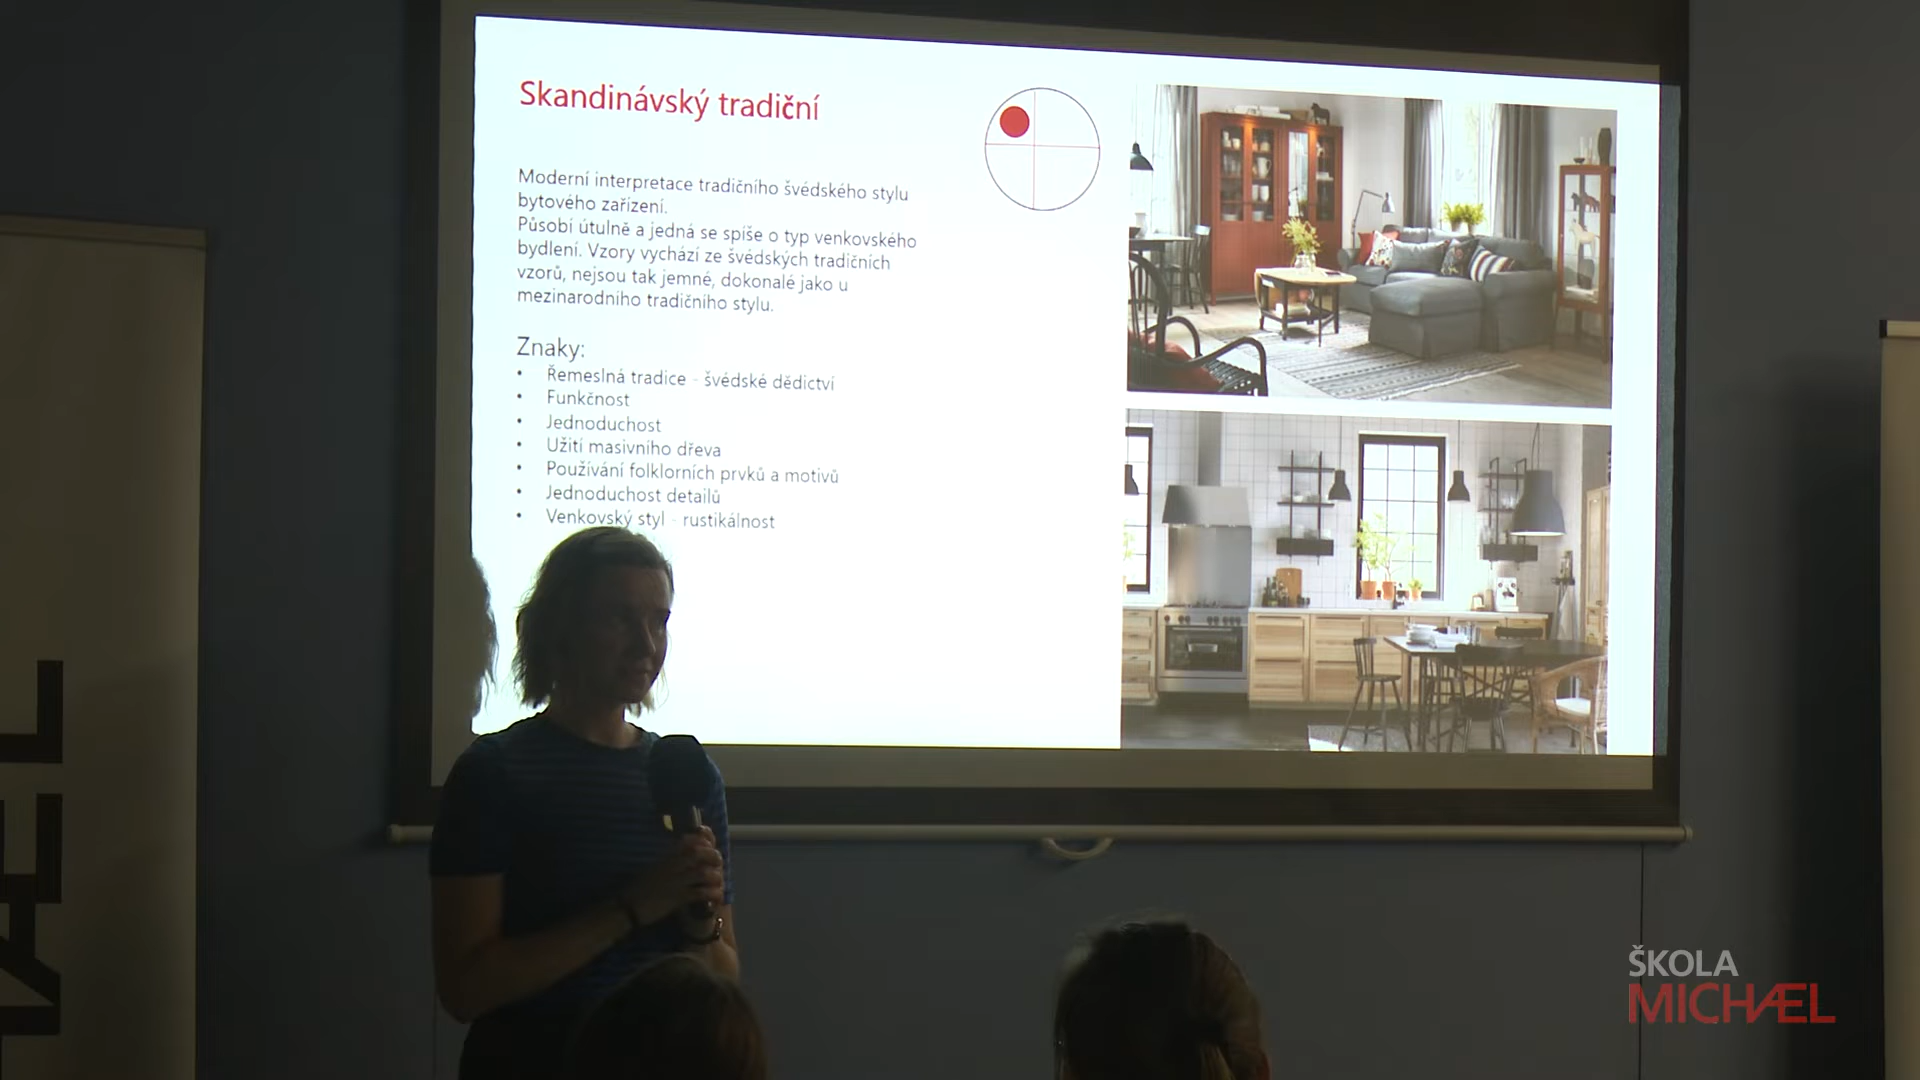 Skandinávský tradiční
Moderní interpretace tradičního švédského stylu
bytového zařízení.
Působí útulně a jedná se spíše o typ venkovského
bydlení. Vzory vychází ze švédských tradičních
vzorů, nejsou tak jemné, dokonalé jako u
mezinarodního tradičního stylu.
Znaky:
• Řemeslná tradice - švédské dědictví
• Funkčnost
• Jednoduchost
• Užití masivního dřeva
• Používání folklorních prvků a motivů
• Jednoduchost detailů
• Venkovský styl - rustikálnost
ŠKOLA
MICHAEL